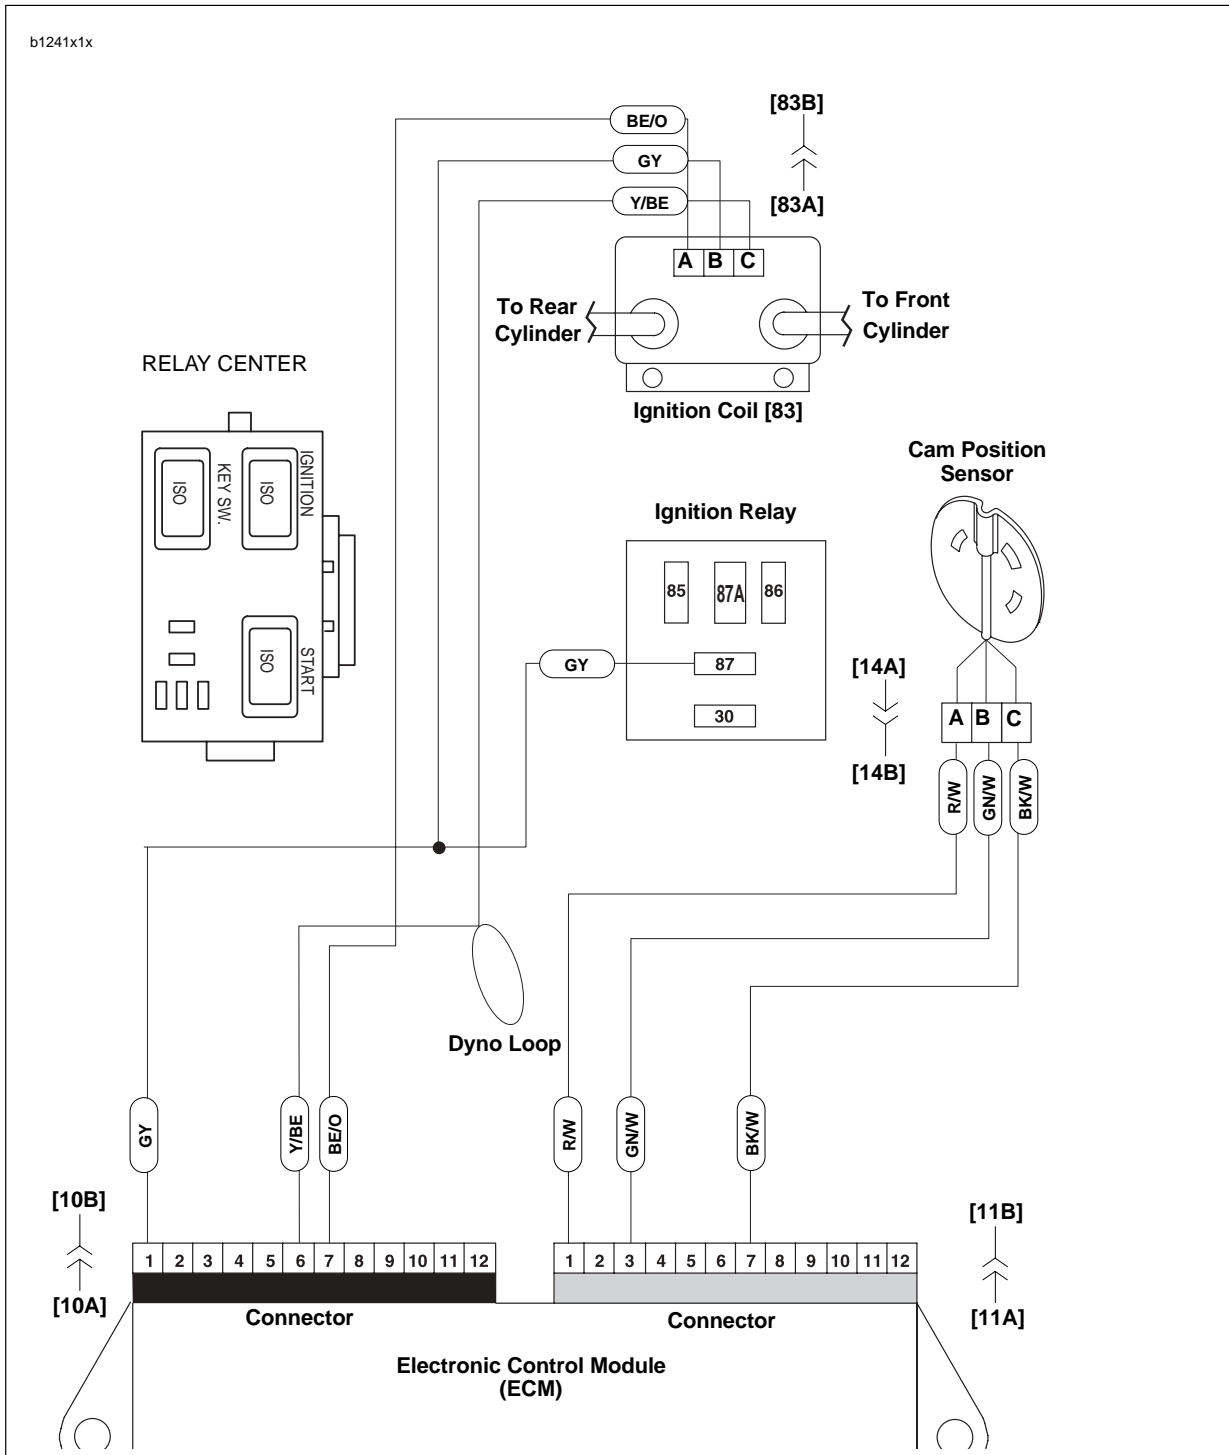 b1241x1x
[83B]
BE/O
GY
Y/BE
[83A]
A B C
To Rear
Cylinder
To Front
Cylinder
Ignition Coil [83]
RELAY CENTER
ISO
KEY SW.
ISO
IGNITION
ISO
START
Ignition Relay
85
87A
86
87
30
GY
Cam Position
Sensor
[14A]
[14B]
A B C
R/W
GN/W
BK/W
Dyno Loop
GY
Y/BE
BE/O
R/W
GN/W
BK/W
[10B]
[10A]
1 2 3 4 5 6 7 8 9 10 11 12
Connector
1 2 3 4 5 6 7 8 9 10 11 12
Connector
[11B]
[11A]
Electronic Control Module
(ECM)